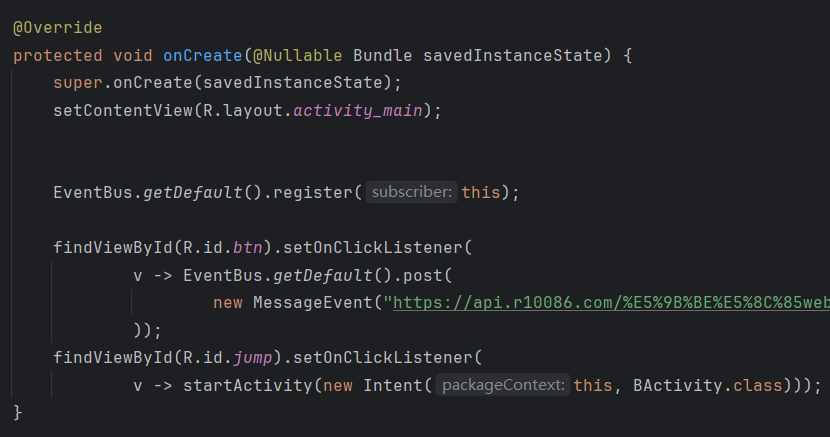 @Override
protected void onCreate(@Nullable Bundle savedInstanceState) {
super.onCreate(savedInstanceState);
setContentView(R.layout.activity_main);
EventBus.getDefault().register( subscriber: this);
findViewById(R.id.btn).setOnClickListener(
v -> EventBus.getDefault().post(
new MessageEvent("https://api.r10086.com/%E5%9B%BE%E5%8C%85web
));
findViewById(R.id.jump).setOnClickListener(
v -> startActivity(new Intent( packageContext: this, BActivity.class)));
}